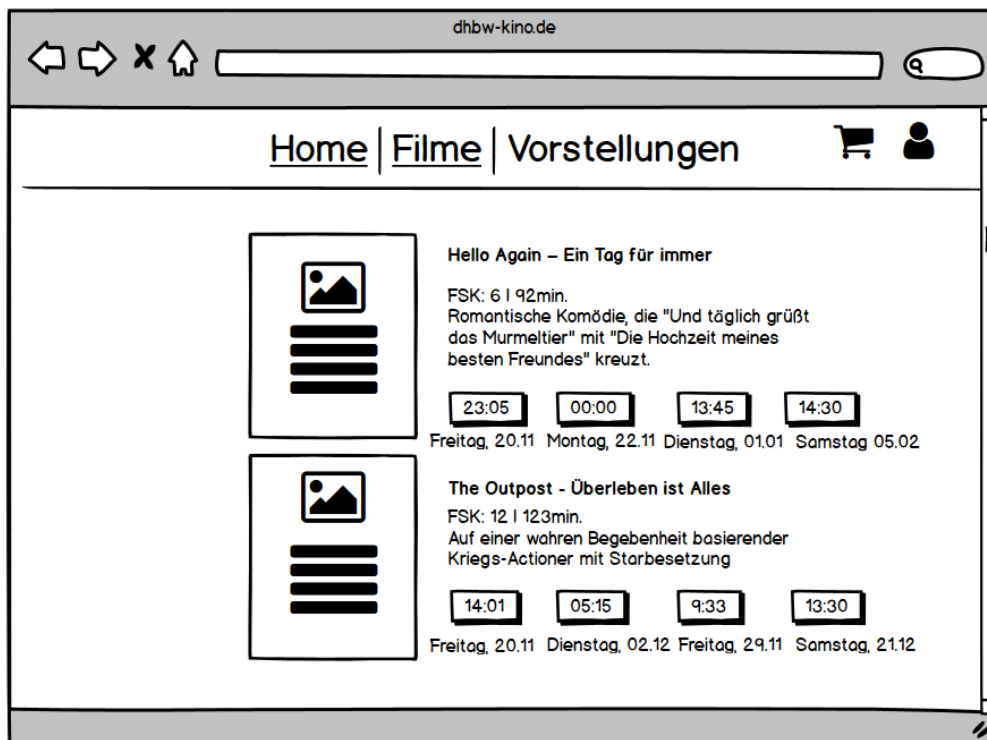 dhbw-kino.de
Home | Filme | Vorstellungen
Hello Again – Ein Tag für immer
FSK: 6 | 92min.
Romantische Komödie, die "Und täglich grüßt
das Murmeltier" mit "Die Hochzeit meines
besten Freundes" kreuzt.
23:05 00:00 13:45 14:30
Freitag, 20.11 Montag, 22.11 Dienstag, 01.01 Samstag 05.02
The Outpost - Überleben ist Alles
FSK: 12 | 123min.
Auf einer wahren Begebenheit basierender
Kriegs-Actioner mit Starbesetzung
14:01 05:15 9:33 13:30
Freitag, 20.11 Dienstag, 02.12 Freitag, 29.11 Samstag, 21.12